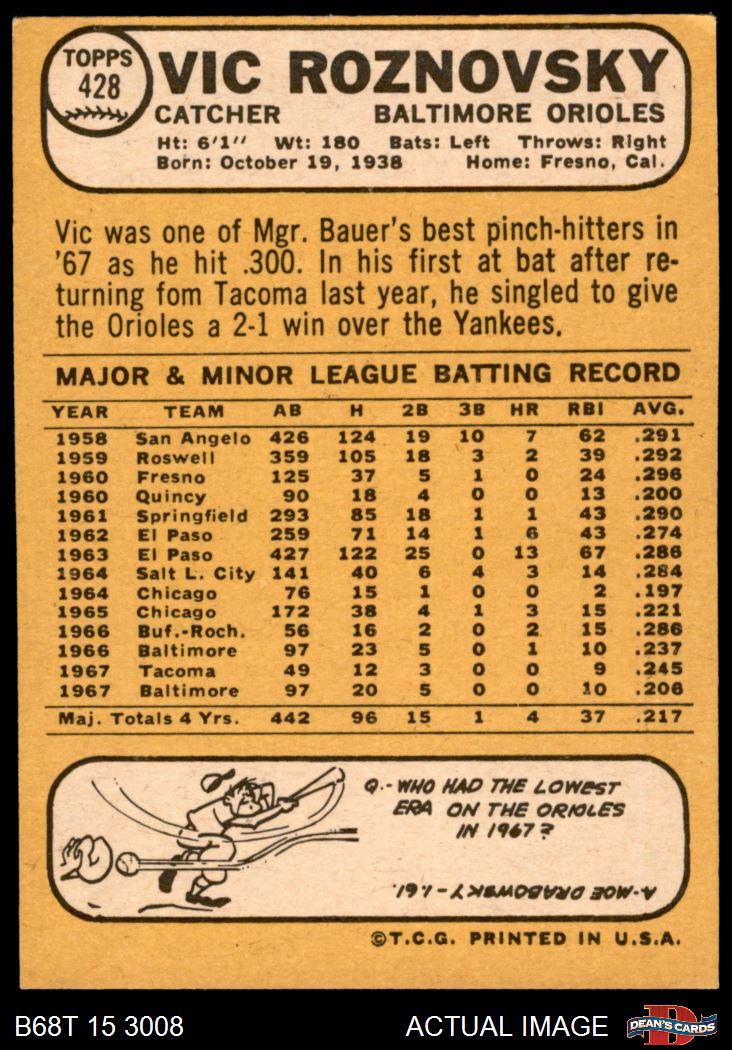 TOPPS
428
VIC ROZNOVSKY
CATCHER BALTIMORE ORIOLES
Ht: 6'1" Wt: 180 Bats: Left Throws: Right
Born: October 19, 1938 Home: Fresno, Cal.
Vic was one of Mgr. Bauer's best pinch-hitters in
'67 as he hit .300. In his first at bat after re-
turning fom Tacoma last year, he singled to give
the Orioles a 2-1 win over the Yankees.
MAJOR & MINOR LEAGUE BATTING RECORD
YEAR TEAM AB H 2B 3B HR RBI AVG.
1958 San Angelo 426 124 19 10 7 62 .291
1959 Roswell 359 105 18 3 2 39 .292
1960 Fresno 125 37 5 1 0 24 .296
1960 Quincy 90 18 4 0 0 13 .200
1961 Springfield 293 85 18 1 1 43 .290
1962 El Paso 259 71 14 1 6 43 .274
1963 El Paso 427 122 25 0 13 67 .286
1964 Salt L. City 141 40 6 4 3 14 .284
1964 Chicago 76 15 1 0 0 2 .197
1965 Chicago 172 38 4 1 3 15 .221
1966 Buf.-Roch. 56 16 2 0 2 15 .286
1966 Baltimore 97 23 5 0 1 10 .237
1967 Tacoma 49 12 3 0 0 9 .245
1967 Baltimore 97 20 5 0 0 10 .206
Maj. Totals 4 Yrs. 442 96 15 1 4 37 .217
Q.- WHO HAD THE LOWEST
ERA ON THE ORIOLES
IN 1967?
A- MOE DRABOWSKY - 1.61.
©T.C.G. PRINTED IN U.S.A.
B68T 15 3008 ACTUAL IMAGE DEAN'S CARDS